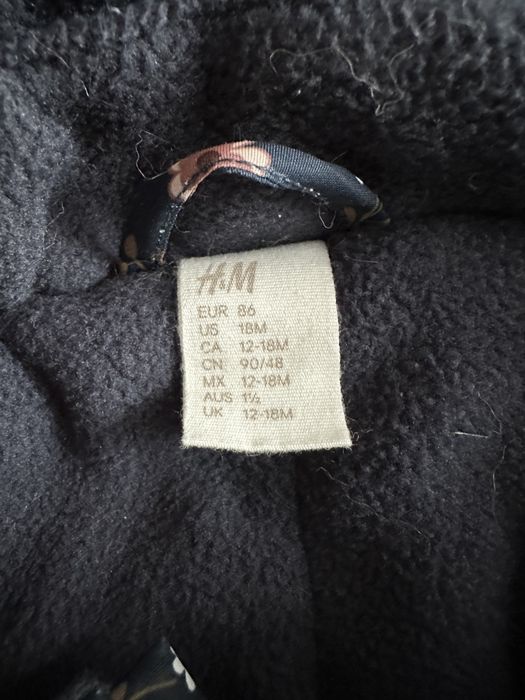 H&M
EUR 86
US 18M
CA 12-18M
CN 90/48
MX 12-18M
AUS 1½
UK 12-18M